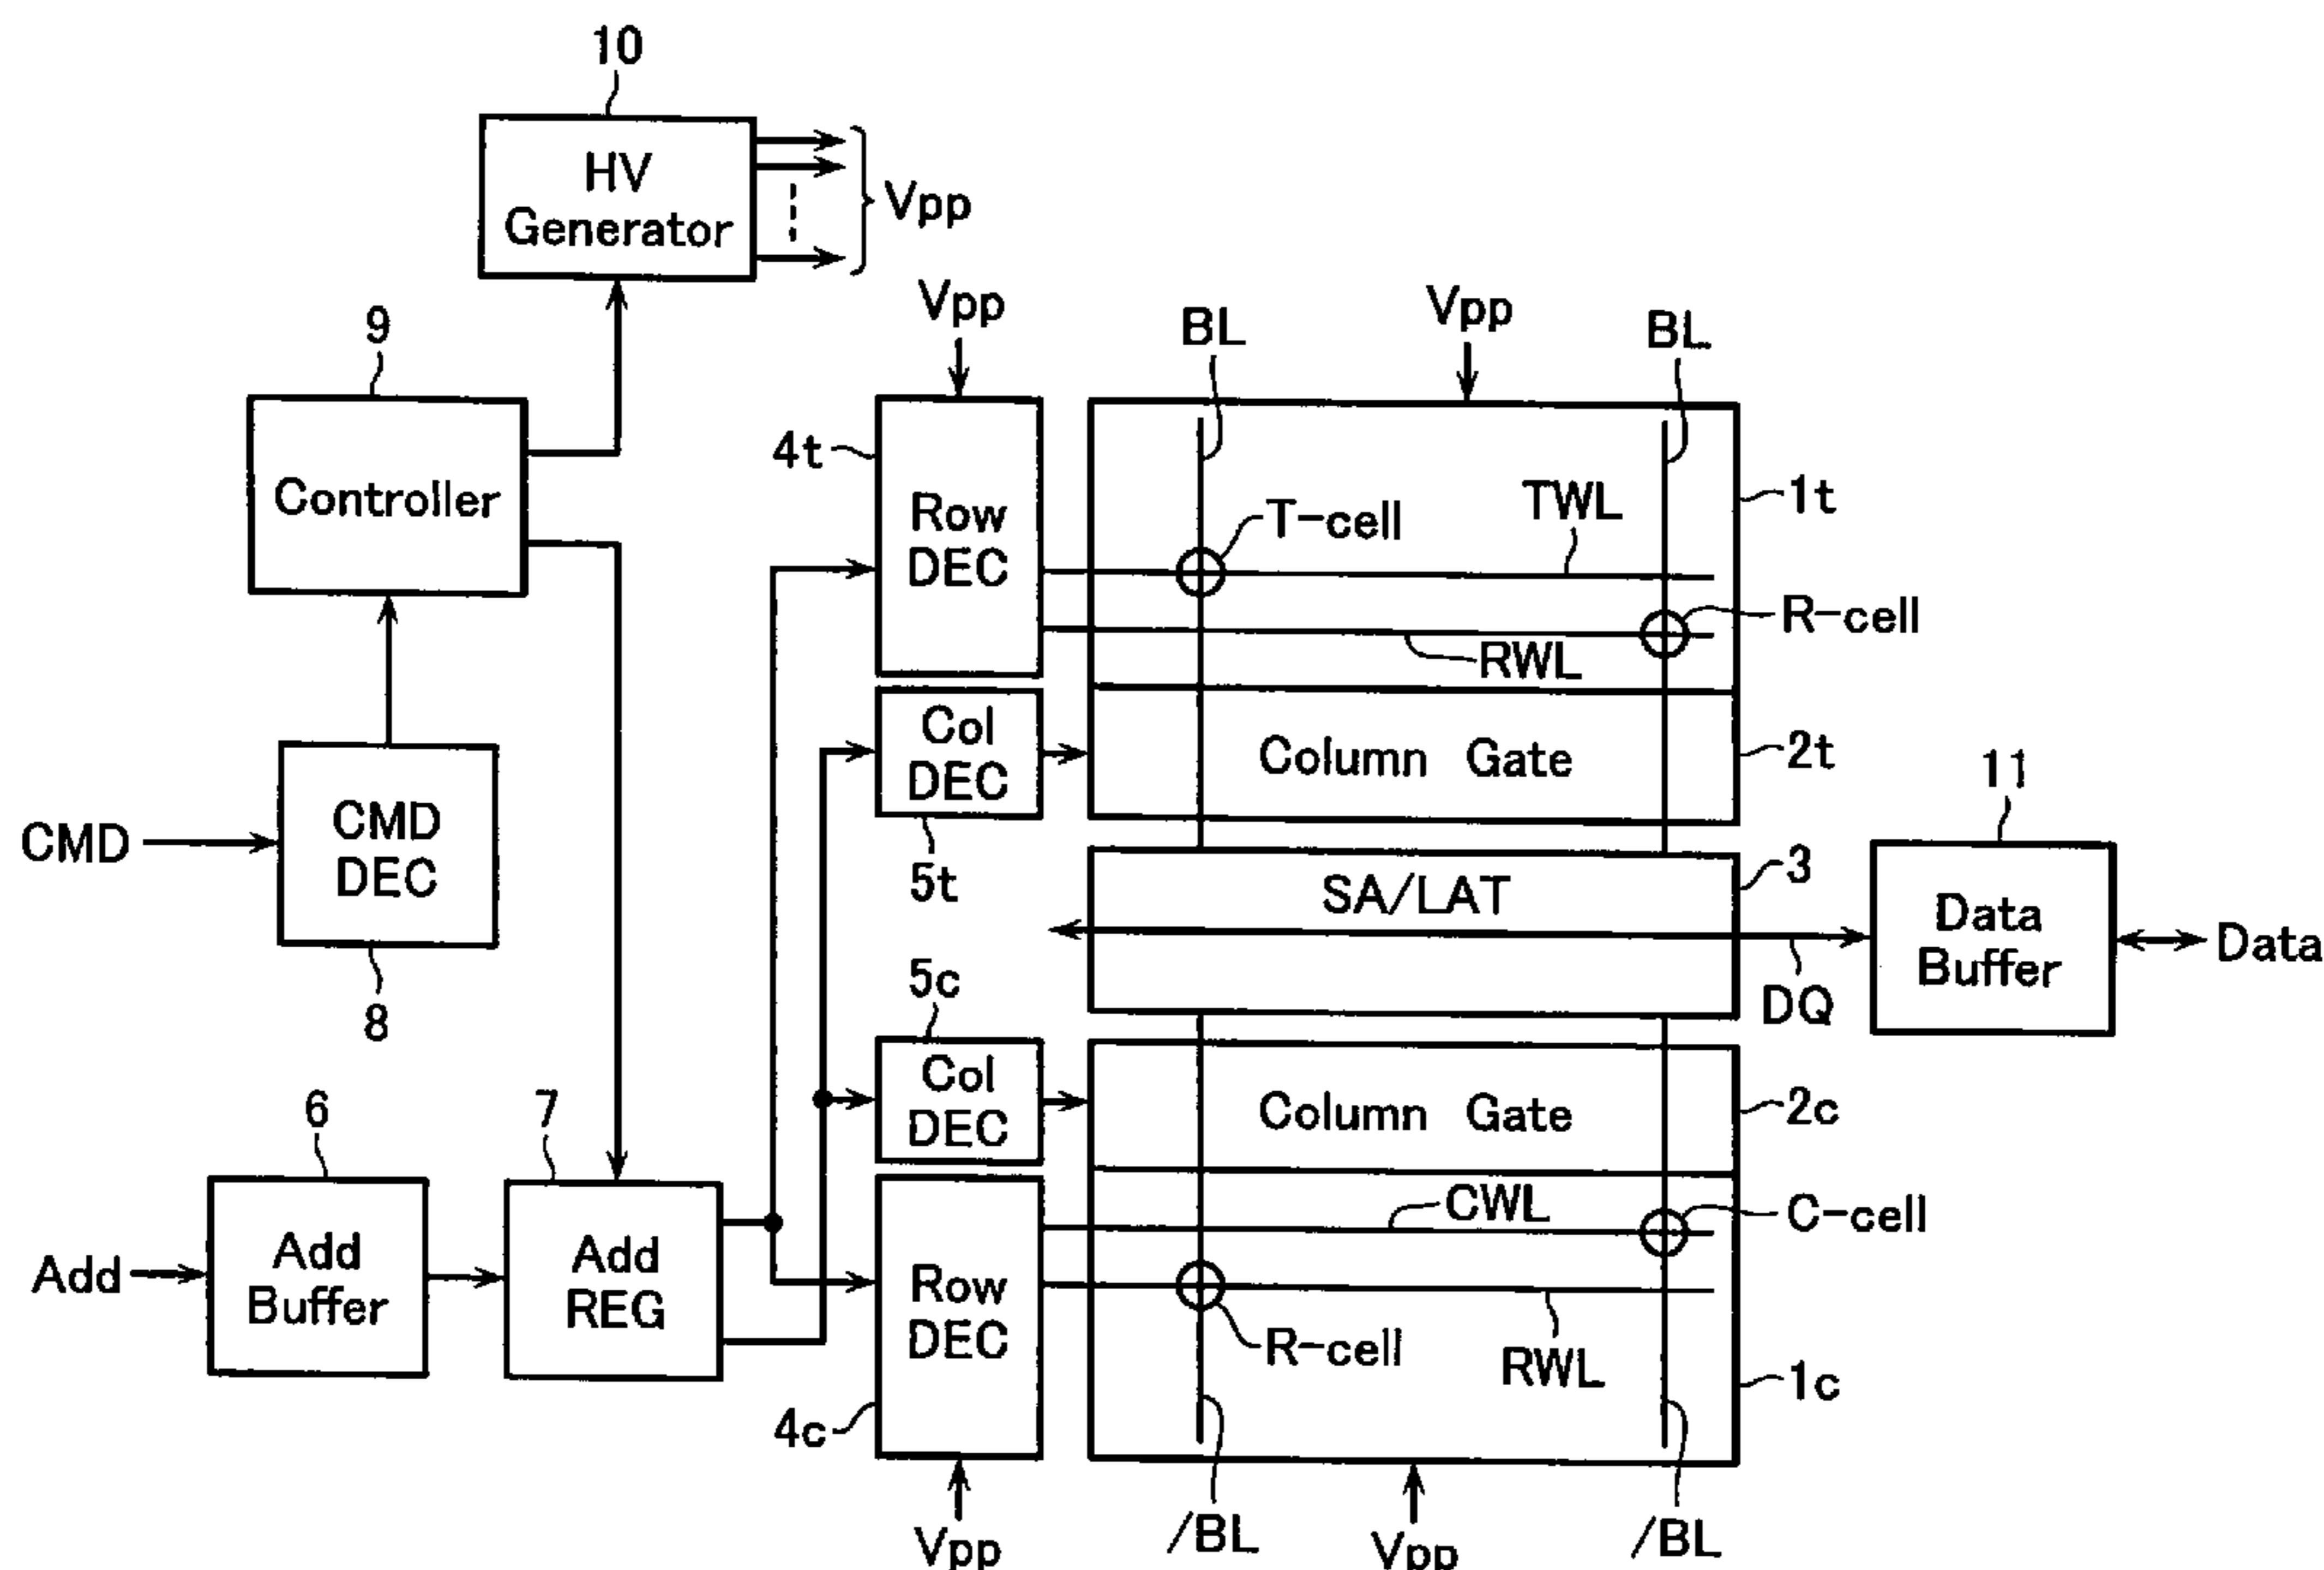 10
HV
Generator
Vpp
9
Controller
CMD
CMD
DEC
8
Add
6
Add
Buffer
7
Add
REG
Vpp
4t
Row
DEC
Col
DEC
5t
5c
Col
DEC
Row
DEC
4c
Vpp
BL
Vpp
BL
T-cell
TWL
1t
R-cell
RWL
Column Gate
2t
SA/LAT
3
DQ
11
Data
Buffer
Data
Column Gate
2c
CWL
C-cell
R-cell
RWL
1c
/BL
Vpp
/BL